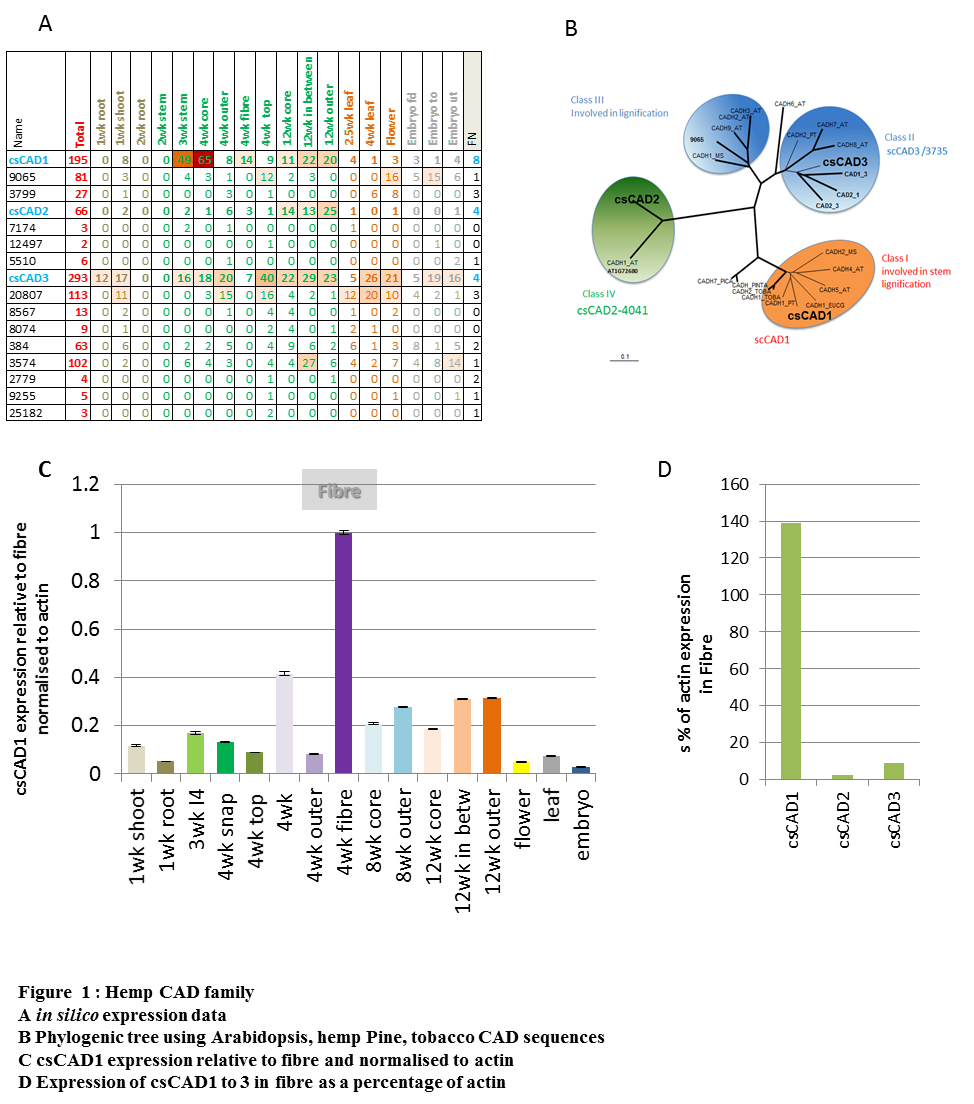 A
Name Total 1wk root 1wk shoot 2wk root 2wk stem 3wk stem 4wk core 4wk outer 4wk fibre 4wk top 12wk core 12wk in between 12wk outer 2.5wk leaf 4wk leaf Flower Embryo fd Embryo to Embryo ut FN
csCAD1 195 0 8 0 0 49 65 8 14 9 11 22 20 4 1 3 3 1 4 8
9065 81 0 3 0 0 4 3 1 0 12 2 3 0 0 0 16 5 15 6 1
3799 27 0 1 0 0 0 0 3 0 1 0 0 0 0 6 8 0 0 0 3
csCAD2 66 0 2 0 0 2 1 6 3 1 14 13 25 1 0 1 0 0 1 4
7174 3 0 0 0 0 2 0 1 0 0 0 0 0 1 0 0 0 0 0 0
12497 2 0 0 0 0 0 0 0 0 1 0 0 0 0 0 0 0 1 0 0
5510 6 0 0 0 0 0 0 1 0 0 0 0 0 0 0 0 0 0 2 1
csCAD3 293 12 17 0 0 16 18 20 7 40 22 29 23 5 26 21 5 19 16 4
20807 113 0 11 0 0 0 3 15 0 16 4 2 1 12 20 10 4 2 4 3
8567 13 0 2 0 0 0 0 0 0 4 4 0 0 2 0 0 0 0 0 0
8074 9 0 1 0 0 0 0 0 0 2 4 0 1 2 1 0 0 0 0 0
384 63 0 6 0 0 2 2 5 2 4 9 6 2 6 1 3 8 1 5 2
3574 102 0 2 0 0 6 4 3 0 4 4 27 6 4 2 7 4 8 14 1
2779 4 0 0 0 0 0 0 0 0 1 0 0 1 0 0 0 0 0 0 2
9255 5 0 0 0 0 0 0 0 0 1 0 0 0 0 0 1 0 0 1 1
25182 3 0 0 0 0 0 0 0 0 2 0 0 0 0 0 0 0 0 0 1
B
Class III
Involved in lignification
CADH3_AT
CADH2_AT
CADH9_AT
9065
CADH1_MS
CADH6_AT
CADH7_AT
CADH2_PT
CADH8_AT
csCAD3
CAD1_3
CAD2_1
CAD2_3
Class II
scCAD3 /3735
csCAD2
CADH1_AT
AT1G72680
Class IV
csCAD2-4041
CADH7_PICA
CADH_PINTA
CADH2_TOBA
CADH1_TOBA
CADH1_PT
CADH2_MS
CADH4_AT
CADH5_AT
CADH1_EUCG
csCAD1
Class I
involved in stem
lignification
scCAD1
0.1
C
Fibre
csCAD1 expression relative to fibre
normalised to actin
1.2
1
0.8
0.6
0.4
0.2
0
1wk shoot
1wk root
3wk I4
4wk snap
4wk top
4wk
4wk outer
4wk fibre
8wk core
8wk outer
12wk core
12wk in betw
12wk outer
flower
leaf
embryo
D
s % of actin expression
in Fibre
160
140
120
100
80
60
40
20
0
csCAD1
csCAD2
csCAD3
Figure 1 : Hemp CAD family
A in silico expression data
B Phylogenic tree using Arabidopsis, hemp Pine, tobacco CAD sequences
C csCAD1 expression relative to fibre and normalised to actin
D Expression of csCAD1 to 3 in fibre as a percentage of actin